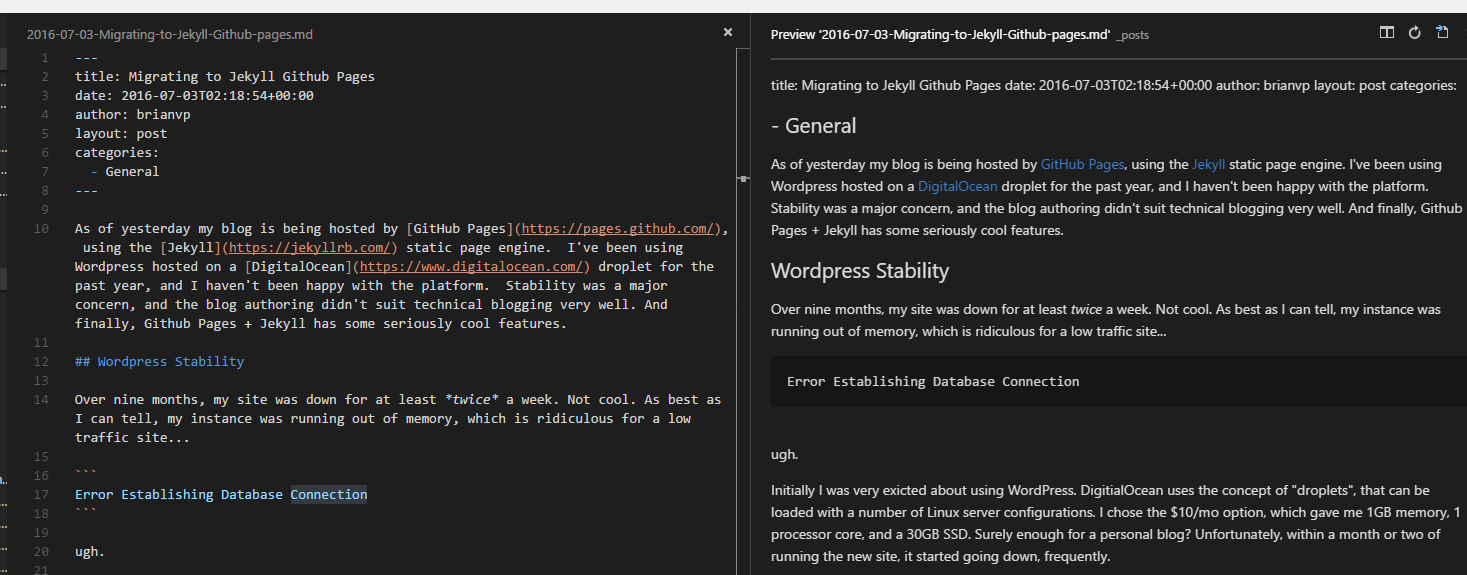 2016-07-03-Migrating-to-Jekyll-Github-pages.md
1 ---
2 title: Migrating to Jekyll Github Pages
3 date: 2016-07-03T02:18:54+00:00
4 author: brianvp
5 layout: post
6 categories:
7 - General
8 ---
9
10 As of yesterday my blog is being hosted by [GitHub Pages](https://pages.github.com/),
using the [Jekyll](https://jekyllrb.com/) static page engine.  I've been using
Wordpress hosted on a [DigitalOcean](https://www.digitalocean.com/) droplet for the
past year, and I haven't been happy with the platform.  Stability was a major
concern, and the blog authoring didn't suit technical blogging very well. And
finally, Github Pages + Jekyll has some seriously cool features.
11
12 ## Wordpress Stability
13
14 Over nine months, my site was down for at least *twice* a week. Not cool. As best as
I can tell, my instance was running out of memory, which is ridiculous for a low
traffic site...
15
16 ```
17 Error Establishing Database Connection
18 ```
19
20 ugh.
21
Preview '2016-07-03-Migrating-to-Jekyll-Github-pages.md' _posts
title: Migrating to Jekyll Github Pages date: 2016-07-03T02:18:54+00:00 author: brianvp layout: post categories:
- General
As of yesterday my blog is being hosted by GitHub Pages, using the Jekyll static page engine. I've been using
Wordpress hosted on a DigitalOcean droplet for the past year, and I haven't been happy with the platform.
Stability was a major concern, and the blog authoring didn't suit technical blogging very well. And finally, Github
Pages + Jekyll has some seriously cool features.
Wordpress Stability
Over nine months, my site was down for at least twice a week. Not cool. As best as I can tell, my instance was
running out of memory, which is ridiculous for a low traffic site...
Error Establishing Database Connection
ugh.
Initially I was very exicted about using WordPress. DigitialOcean uses the concept of "droplets", that can be
loaded with a number of Linux server configurations. I chose the $10/mo option, which gave me 1GB memory, 1
processor core, and a 30GB SSD. Surely enough for a personal blog? Unfortunately, within a month or two of
running the new site, it started going down, frequently.